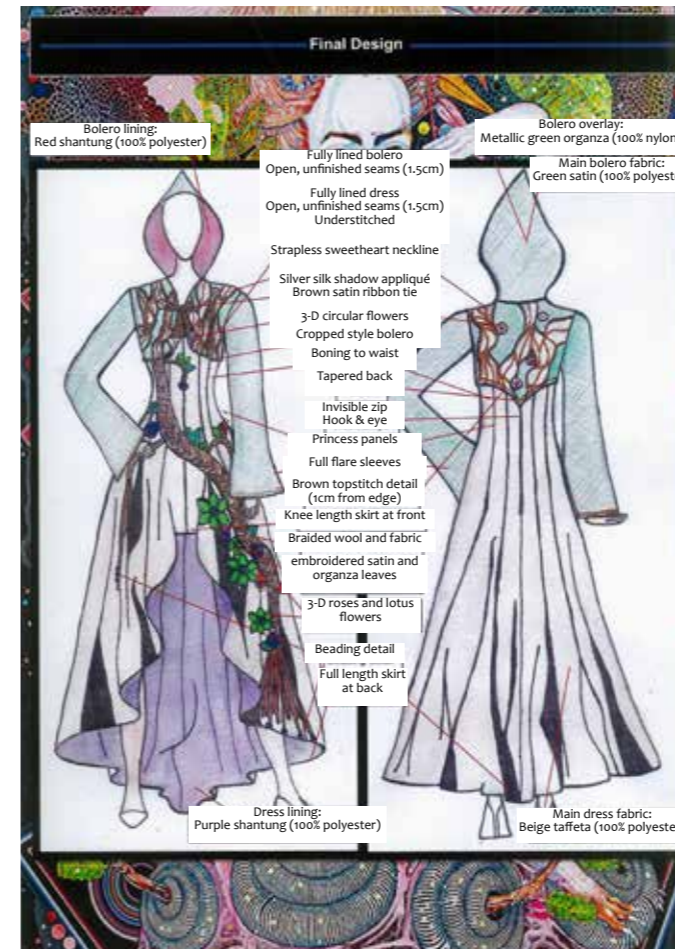 Final Design
Bolero lining:
Red shantung (100% polyester)
Bolero overlay:
Metallic green organza (100% nylon
Main bolero fabric:
Green satin (100% polyest
Fully lined bolero
Open, unfinished seams (1.5cm)
Fully lined dress
Open, unfinished seams (1.5cm)
Understitched
Strapless sweetheart neckline
Silver silk shadow appliqué
Brown satin ribbon tie
3-D circular flowers
Cropped style bolero
Boning to waist
Tapered back
Invisible zip
Hook & eye
Princess panels
Full flare sleeves
Brown topstitch detail
(1cm from edge)
Knee length skirt at front
Braided wool and fabric
embroidered satin and
organza leaves
3-D roses and lotus
flowers
Beading detail
Full length skirt
at back
Dress lining:
Purple shantung (100% polyester)
Main dress fabric:
Beige taffeta (100% polyeste